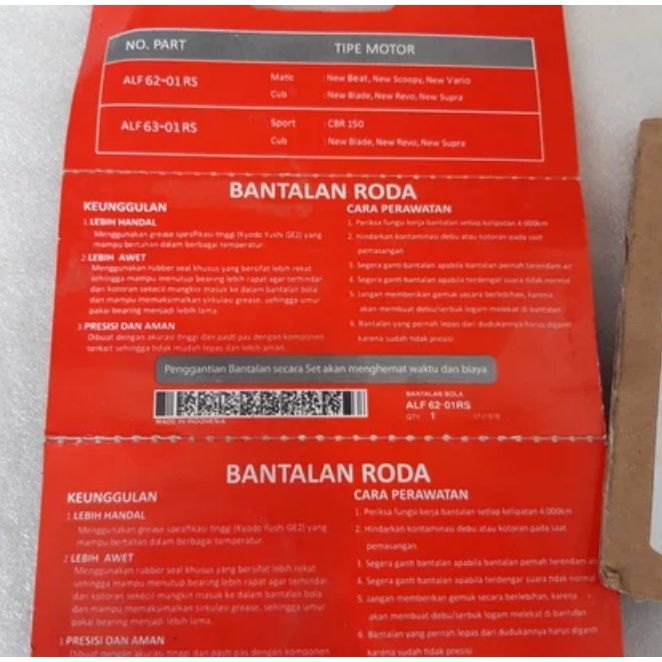 NO. PART TIPE MOTOR
ALF 62-01RS Matic : New Beat, New Scoopy, New Vario
Cub : New Blade, New Revo, New Supra
ALF 63-01RS Sport : CBR 150
Cub : New Blade, New Revo, New Supra
BANTALAN RODA
KEUNGGULAN
1. LEBIH HANDAL
Menggunakan grease spesifikasi tinggi (Kyodo Yushi GE2) yang
mampu bertahan dalam berbagai temperatur.
2. LEBIH AWET
Menggunakan rubber seal khusus yang bersifat lebih rekat
sehingga mampu menutup bearing lebih rapat agar terhindar
dari kotoran sekecil mungkin masuk ke dalam bantalan bola
dan mampu memaksimalkan sirkulasi grease, sehingga umur
pakai bearing menjadi lebih lama.
3. PRESISI DAN AMAN
Dibuat dengan akurasi tinggi dan pasti pas dengan komponen
terkait sehingga tidak mudah lepas dan lebih aman.
CARA PERAWATAN
1. Periksa fungsi kerja bantalan setiap kelipatan 4.000km
2. Hindarkan kontaminasi debu atau kotoran pada saat
pemasangan
3. Segera ganti bantalan apabila bantalan pernah terendam air
4. Segera ganti bantalan apabila terdengar suara tidak normal
5. Jangan memberikan gemuk secara berlebihan, karena
akan membuat debu/serbuk logam melekat di bantalan
6. Bantalan yang pernah lepas dari dudukannya harus diganti
karena sudah tidak presisi
Penggantian Bantalan secara Set akan menghemat waktu dan biaya
MADE IN INDONESIA
BANTALAN BOLA
ALF 62-01RS
QTY 1
BANTALAN RODA
KEUNGGULAN
1. LEBIH HANDAL
Menggunakan grease spesifikasi tinggi (Kyodo Yushi GE2) yang
mampu bertahan dalam berbagai temperatur.
2. LEBIH AWET
Menggunakan rubber seal khusus yang bersifat lebih rekat
sehingga mampu menutup bearing lebih rapat agar terhindar
dari kotoran sekecil mungkin masuk ke dalam bantalan bola
dan mampu memaksimalkan sirkulasi grease, sehingga umur
pakai bearing menjadi lebih lama.
3. PRESISI DAN AMAN
Dibuat dengan akurasi tinggi dan pasti pas dengan komponen
CARA PERAWATAN
1. Periksa fungsi kerja bantalan setiap kelipatan 4.000km
2. Hindarkan kontaminasi debu atau kotoran pada saat
pemasangan
3. Segera ganti bantalan apabila bantalan pernah terendam air
4. Segera ganti bantalan apabila terdengar suara tidak normal
5. Jangan memberikan gemuk secara berlebihan, karena
akan membuat debu/serbuk logam melekat di bantalan
6. Bantalan yang pernah lepas dari dudukannya harus diganti
karena sudah tidak presisi